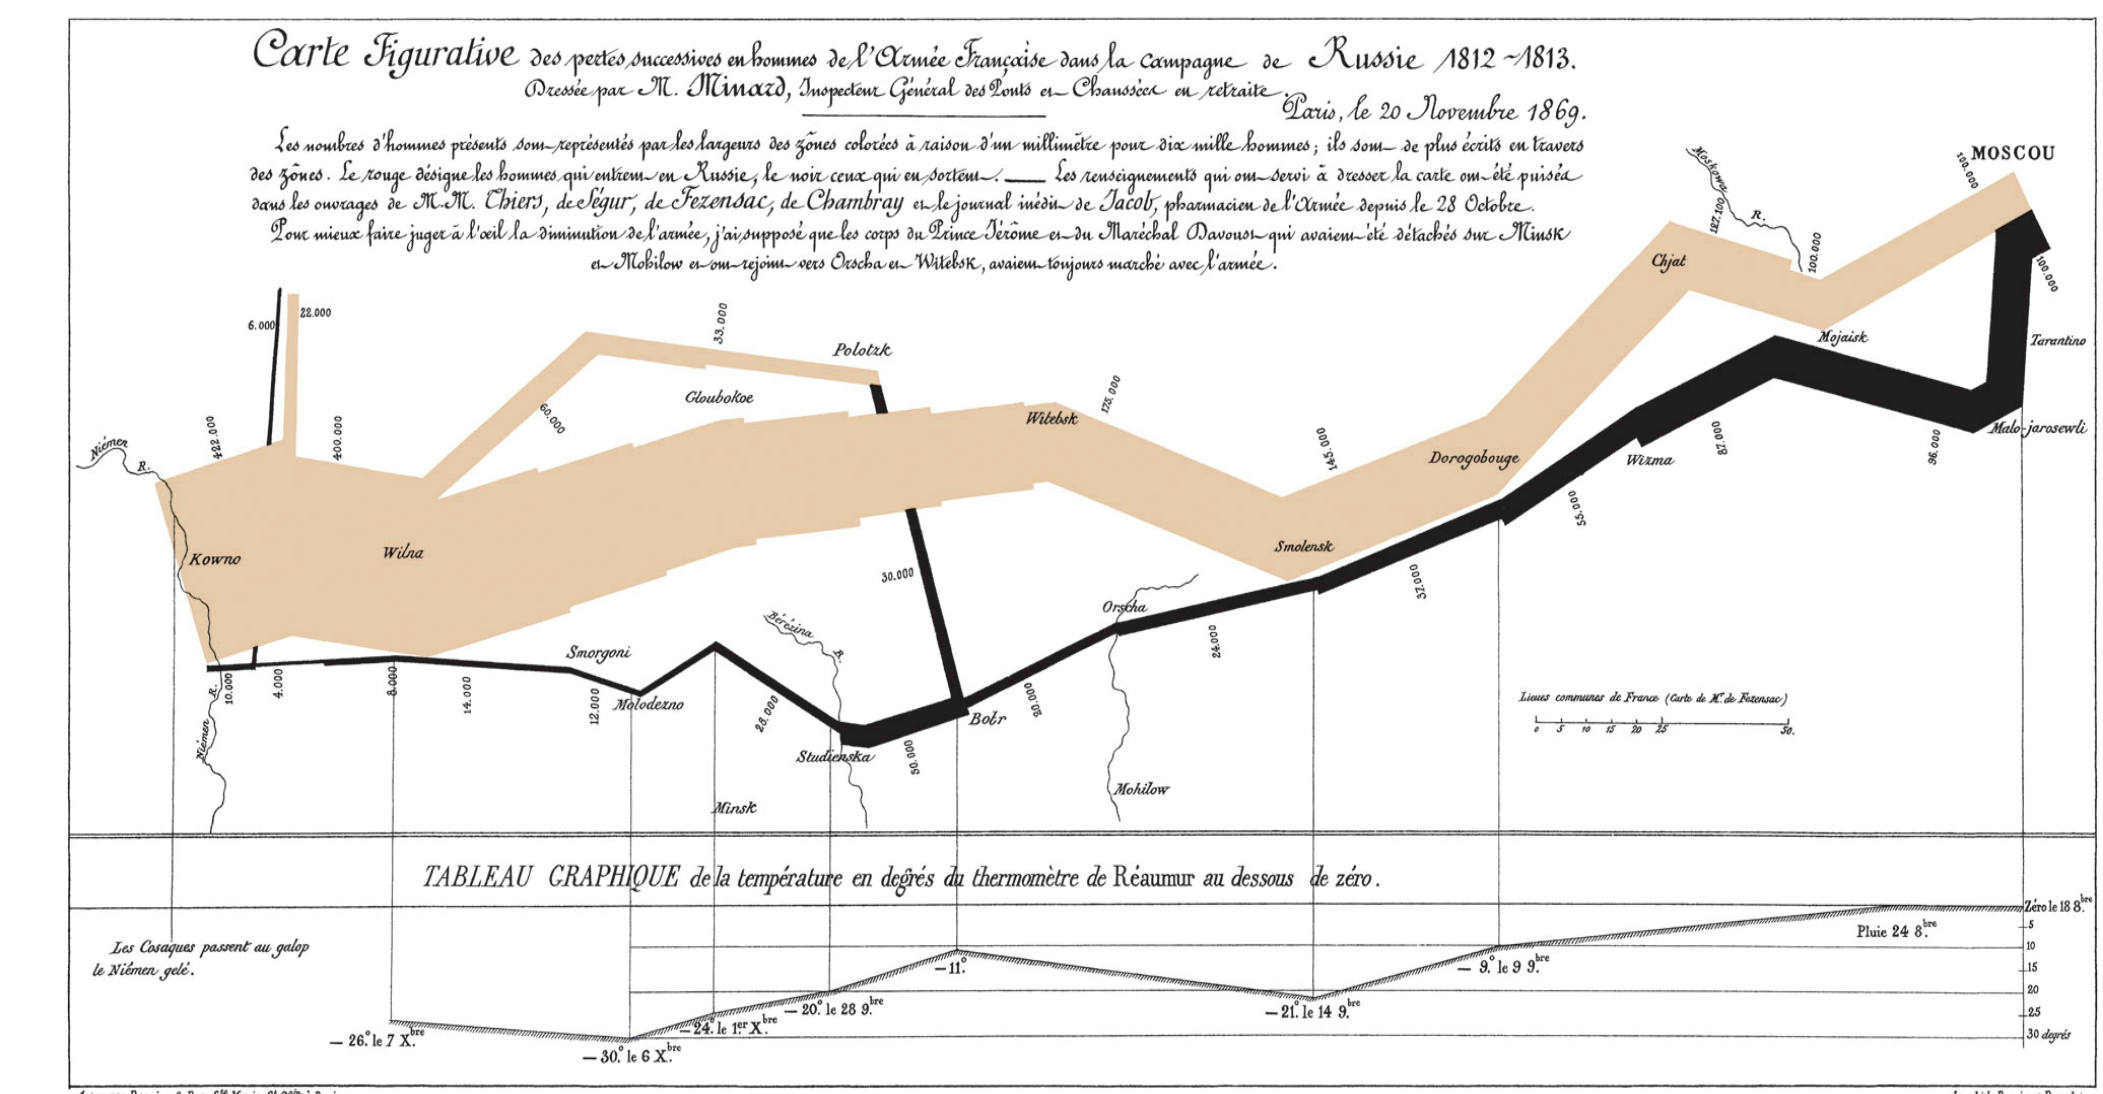 Carte Figurative des pertes successives en hommes de l'Armée Française dans la campagne de Russie 1812~1813.
Dressée par M. Minard, Inspecteur Général des Ponts et Chaussées en retraite.
Paris, le 20 Novembre 1869.
Les nombres d'hommes présents sont représentés par les largeurs des zônes colorées à raison d'un millimètre pour dix mille hommes; ils sont de plus écrits en travers
des zônes. Le rouge désigne les hommes qui entrent en Russie, le noir ceux qui en sortent. Les renseignements qui ont servi à dresser la carte ont été puisés
dans les ouvrages de M.M. Thiers, de Ségur, de Fezensac, de Chambray et le journal inédit de Jacob, pharmacien de l'Armée depuis le 28 Octobre.
Pour mieux faire juger à l'œil la diminution de l'armée, j'ai supposé que les corps du Prince Jérôme et du Maréchal Davoust qui avaient été détachés sur Minsk
et Mohilow et ont rejoint vers Orscha et Witebsk, avaient toujours marché avec l'armée.
MOSCOU
100.000
Moskowa
R.
127.100
100.000
Chjat
100.000
Mojaisk
Tarantino
Malo-jarosewli
6.000
22.000
33.000
Polotzk
Gloubokoe
60.000
422.000
400.000
Niémen
R.
Witebsk
175.000
145.000
Dorogobouge
Wizma
87.000
96.000
55.000
Kowno
Wilna
Smolensk
30.000
37.000
Orscha
24.000
Bérézina
R.
Smorgoni
Molodezno
10.000
4.000
8.000
14.000
12.000
28.000
Studienska
50.000
Bobr
20.000
Niémen R.
Minsk
Mohilow
Lieues communes de France (Carte de M. de Fezensac)
0 5 10 15 20 25 50.
TABLEAU GRAPHIQUE de la température en degrés du thermomètre de Réaumur au dessous de zéro.
Les Cosaques passent au galop
le Niémen gelé.
Zéro le 18 8.bre
Pluie 24 8.bre
5
10
15
20
25
30 degrés
— 9.° le 9 9.bre
— 21.° le 14 9.bre
— 11.°
— 20.° le 28 9.bre
— 24.° le 1.er X.bre
— 30.° le 6 X.bre
— 26.° le 7 X.bre